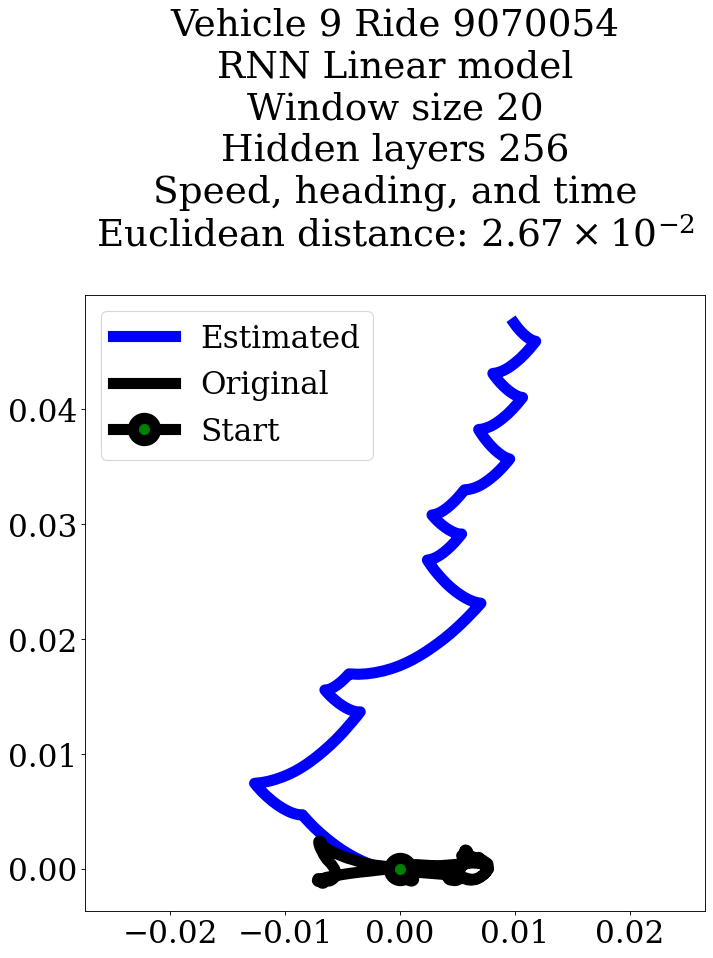 Vehicle 9 Ride 9070054
RNN Linear model
Window size 20
Hidden layers 256
Speed, heading, and time
Euclidean distance: 2.67 × 10⁻²
Estimated
Original
Start
0.04
0.03
0.02
0.01
0.00
−0.02 −0.01 0.00 0.01 0.02